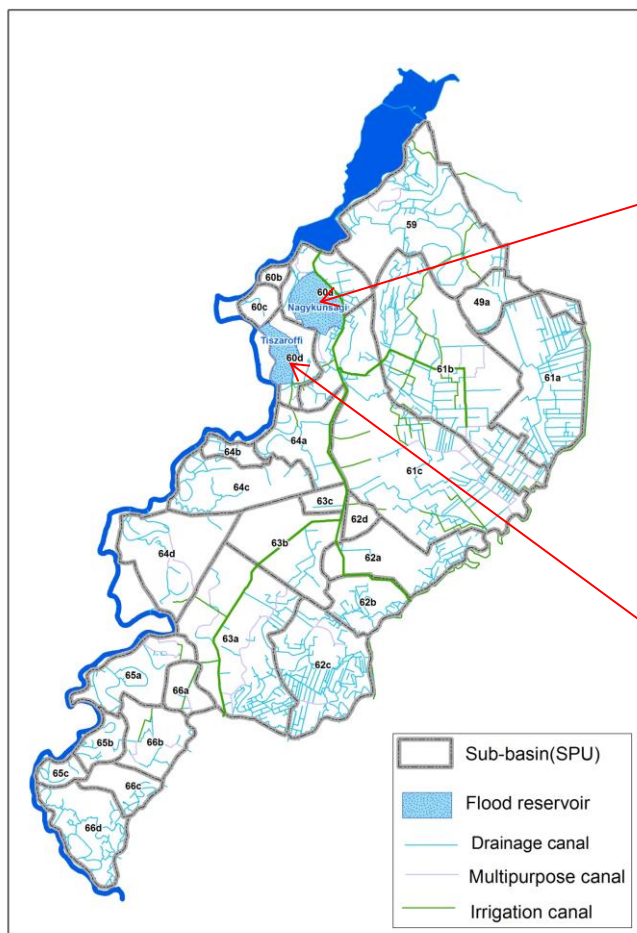 59
60b
60a
49a
60c
Nagykunsági
Tiszaroffi
60d
61b
61a
64a
64b
61c
64c
63c
62d
63b
64d
62a
62b
63a
62c
65a
66a
65b
66b
65c
66c
66d
Sub-basin(SPU)
Flood reservoir
Drainage canal
Multipurpose canal
Irrigation canal